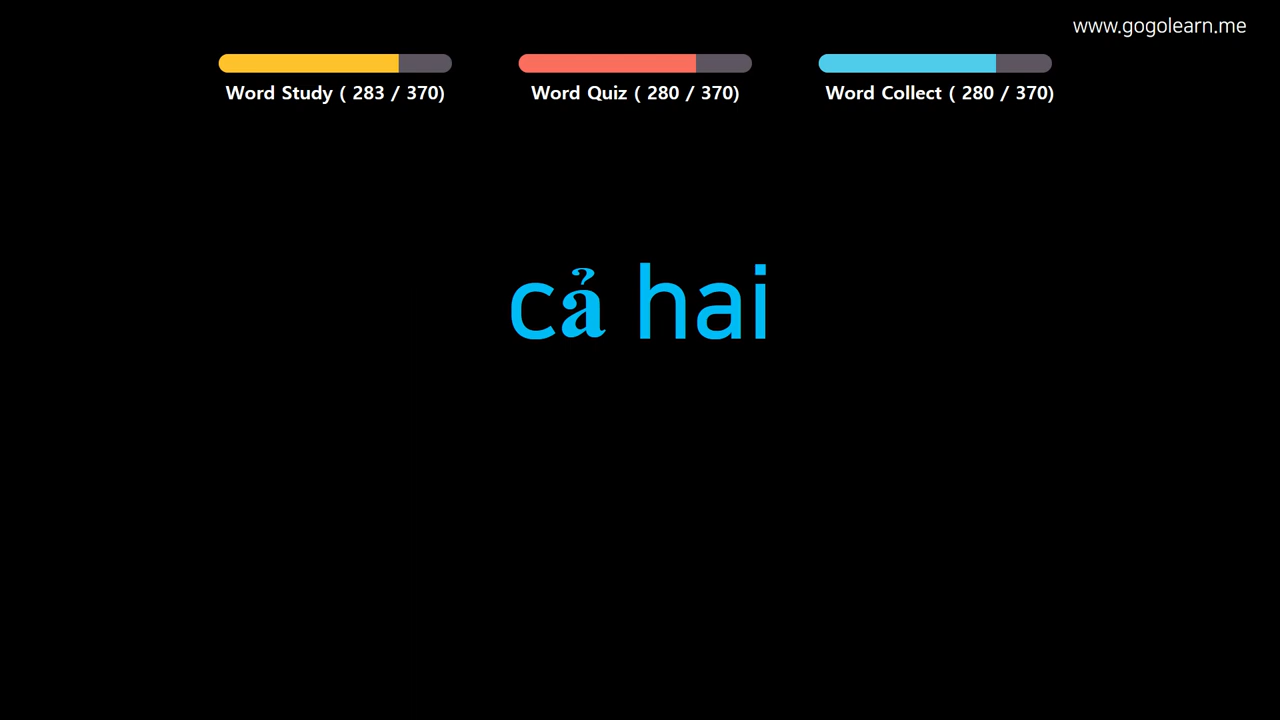 www.gogolearn.me
Word Study ( 283 / 370)
Word Quiz ( 280 / 370)
Word Collect ( 280 / 370)
cả hai